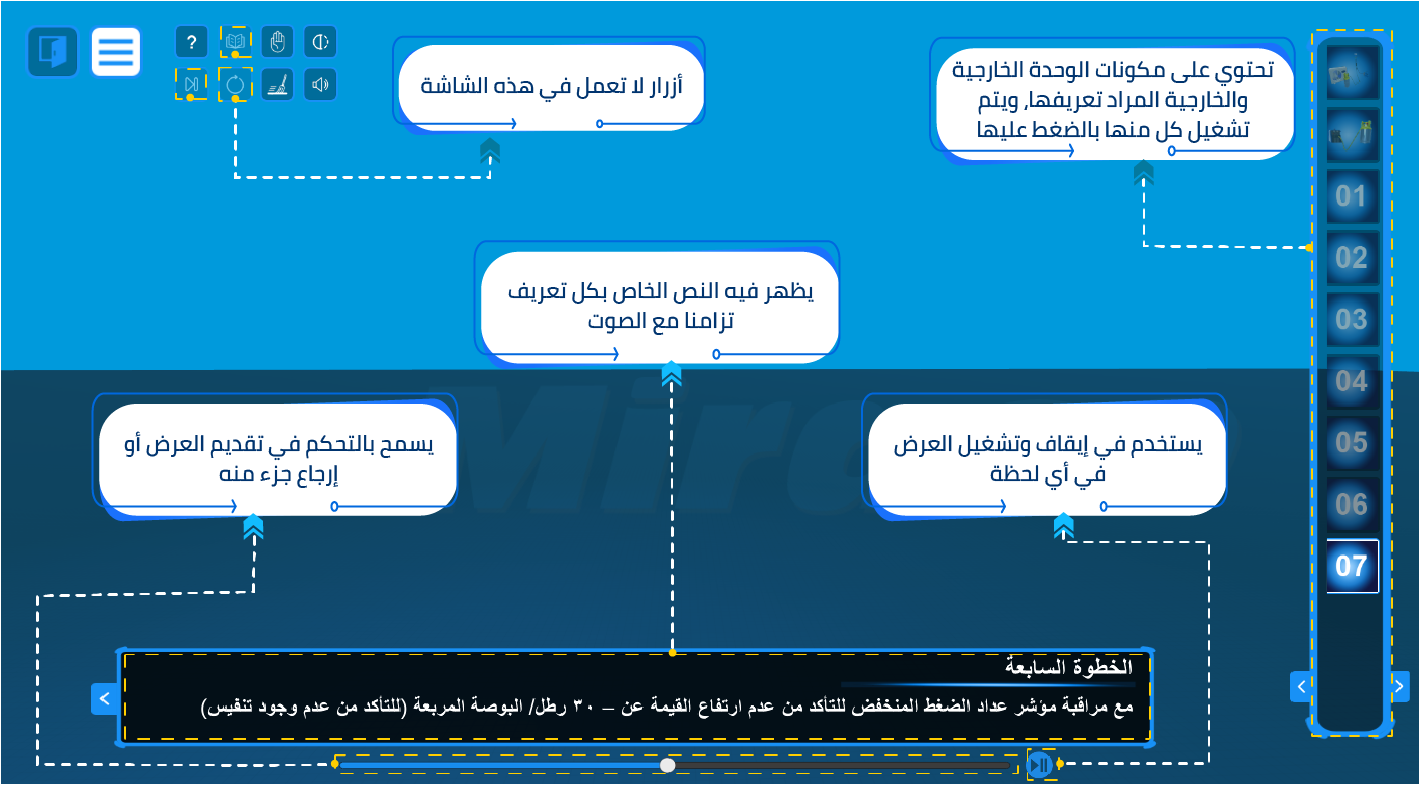 ?
أزرار لا تعمل في هذه الشاشة
تحتوي على مكونات الوحدة الخارجية
والخارجية المراد تعريفها، ويتم
تشغيل كل منها بالضغط عليها
01
02
03
04
05
06
07
يظهر فيه النص الخاص بكل تعريف
تزامنا مع الصوت
يستخدم في إيقاف وتشغيل العرض
في أي لحظة
يسمح بالتحكم في تقديم العرض أو
إرجاع جزء منه
الخطوة السابعة
مع مراقبة مؤشر عداد الضغط المنخفض للتأكد من عدم ارتفاع القيمة عن – ٣٠ رطل/ البوصة المربعة (للتأكد من عدم وجود تنفيس)